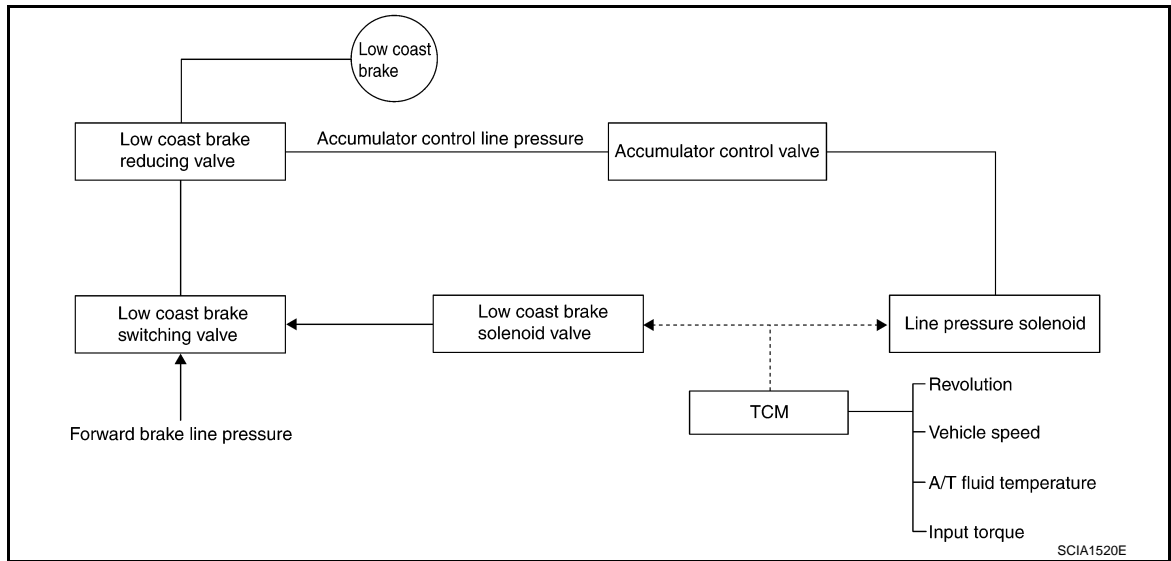 Low coast
brake
Low coast brake
reducing valve
Accumulator control line pressure
Accumulator control valve
Low coast brake
switching valve
Low coast brake
solenoid valve
Line pressure solenoid
Forward brake line pressure
TCM
Revolution
Vehicle speed
A/T fluid temperature
Input torque
SCIA1520E